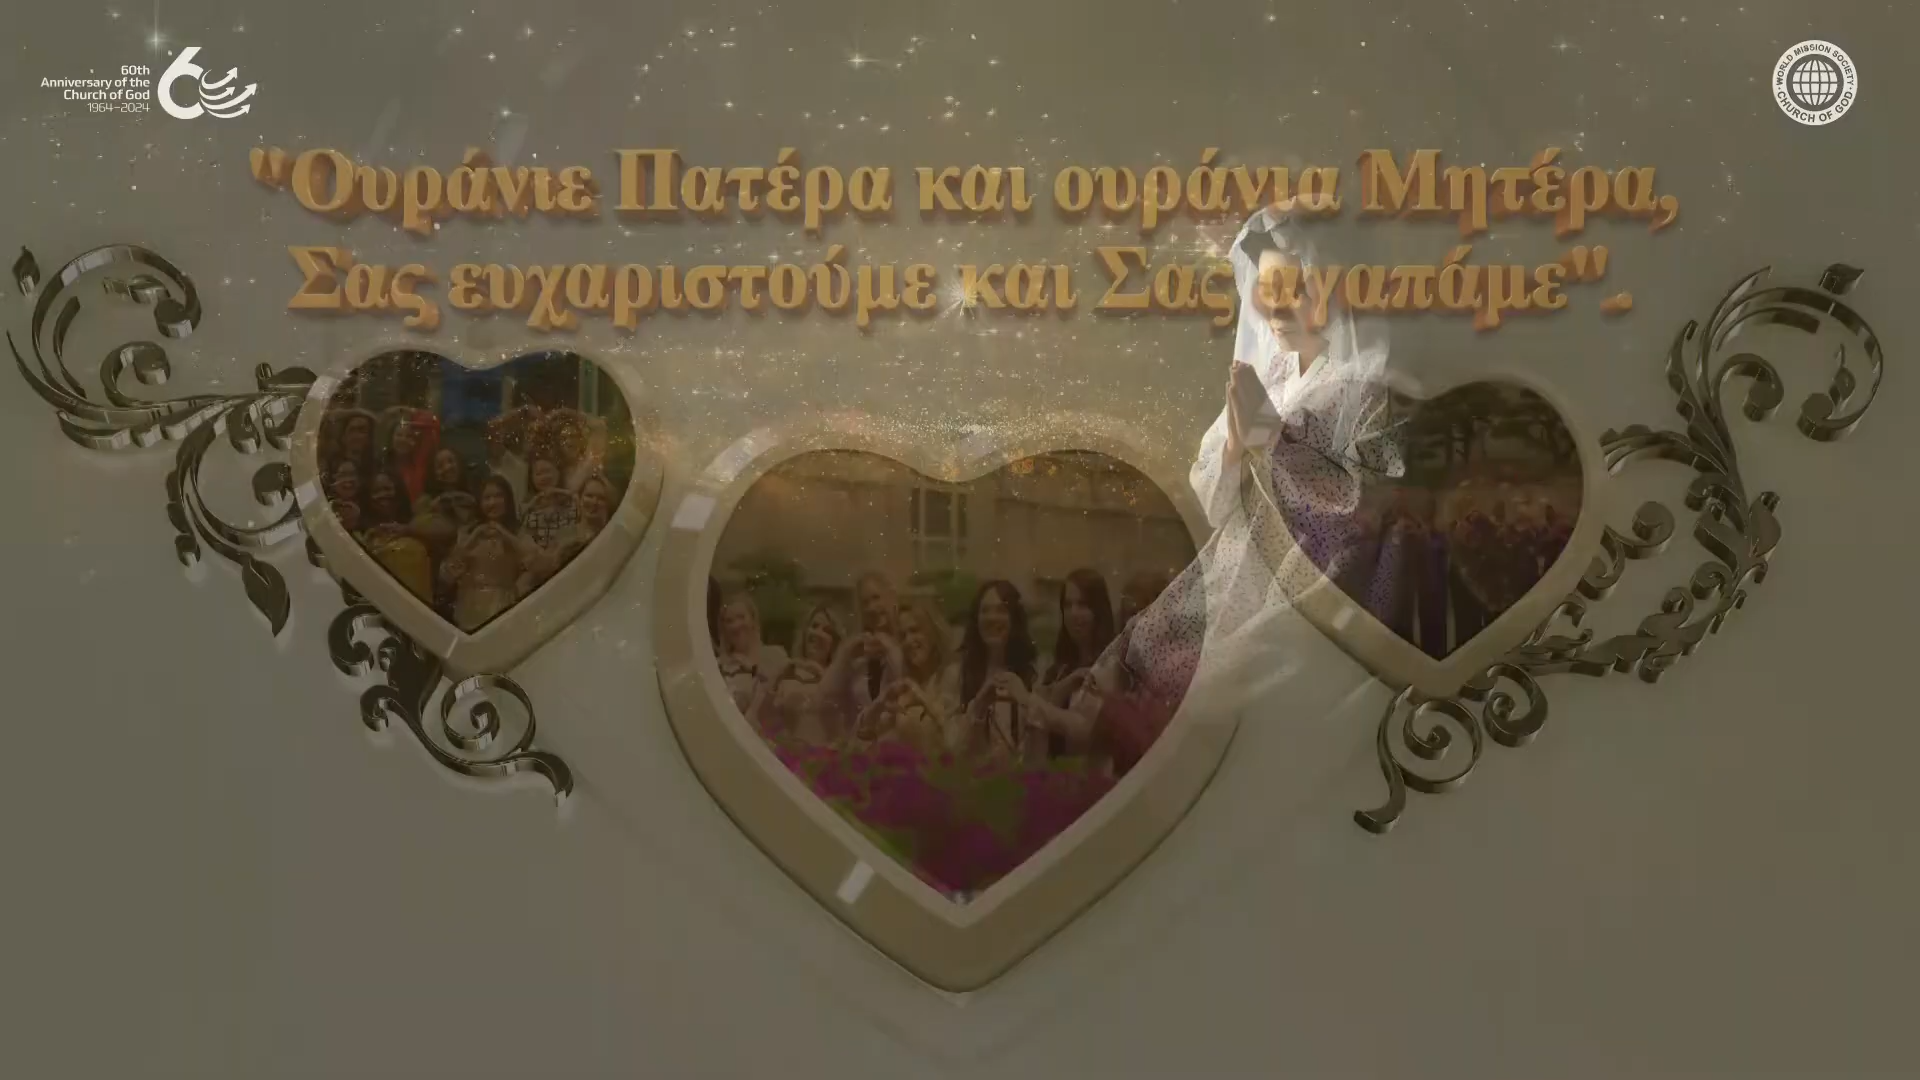 60th
Anniversary of the
Church of God
1964–2024
60
WORLD MISSION SOCIETY
CHURCH OF GOD
"Ουράνιε Πατέρα και ουράνια Μητέρα,
Σας ευχαριστούμε και Σας αγαπάμε".